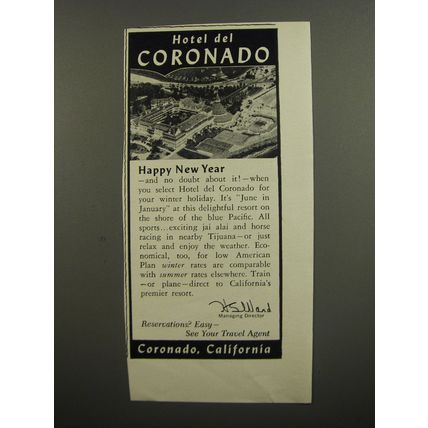 Hotel del
CORONADO
Happy New Year
—and no doubt about it!—when
you select Hotel del Coronado for
your winter holiday. It's "June in
January" at this delightful resort on
the shore of the blue Pacific. All
sports...exciting jai alai and horse
racing in nearby Tijuana—or just
relax and enjoy the weather. Eco-
nomical, too, for low American
Plan winter rates are comparable
with summer rates elsewhere. Train
—or plane—direct to California's
premier resort.
Managing Director
Reservations? Easy—
See Your Travel Agent
Coronado, California